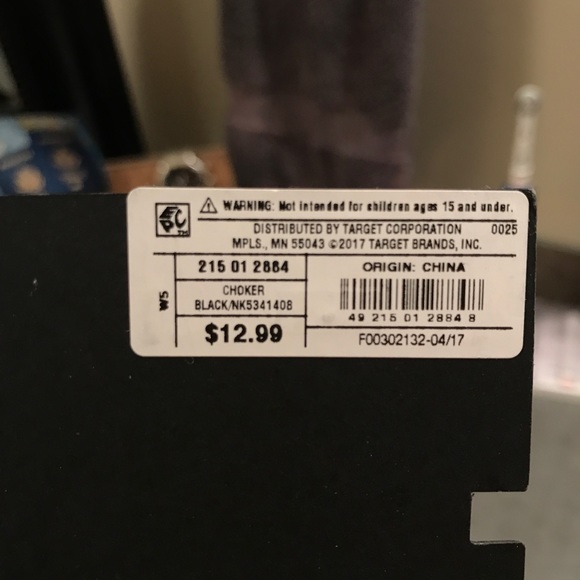 EPC TM
WARNING: Not intended for children ages 15 and under.
DISTRIBUTED BY TARGET CORPORATION 0025
MPLS., MN 55043 ©2017 TARGET BRANDS, INC.
W5
215 01 2884
CHOKER
BLACK/NK5341408
$12.99
ORIGIN: CHINA
49 215 01 2884 8
F00302132-04/17